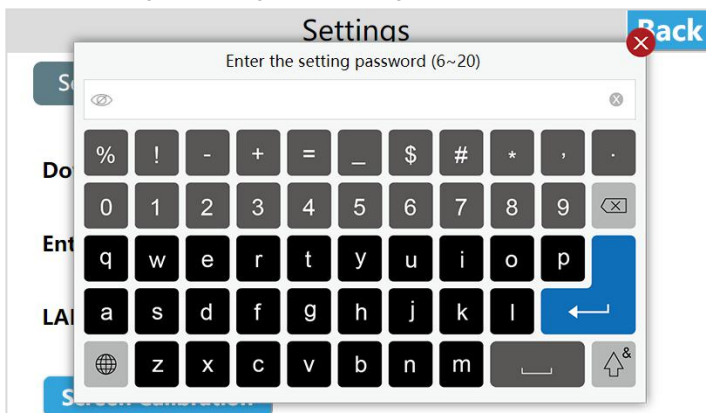 Settings
Back
Enter the setting password (6~20)
% ! - + = _ $ # * , .
0 1 2 3 4 5 6 7 8 9
q w e r t y u i o p
a s d f g h j k l
z x c v b n m &